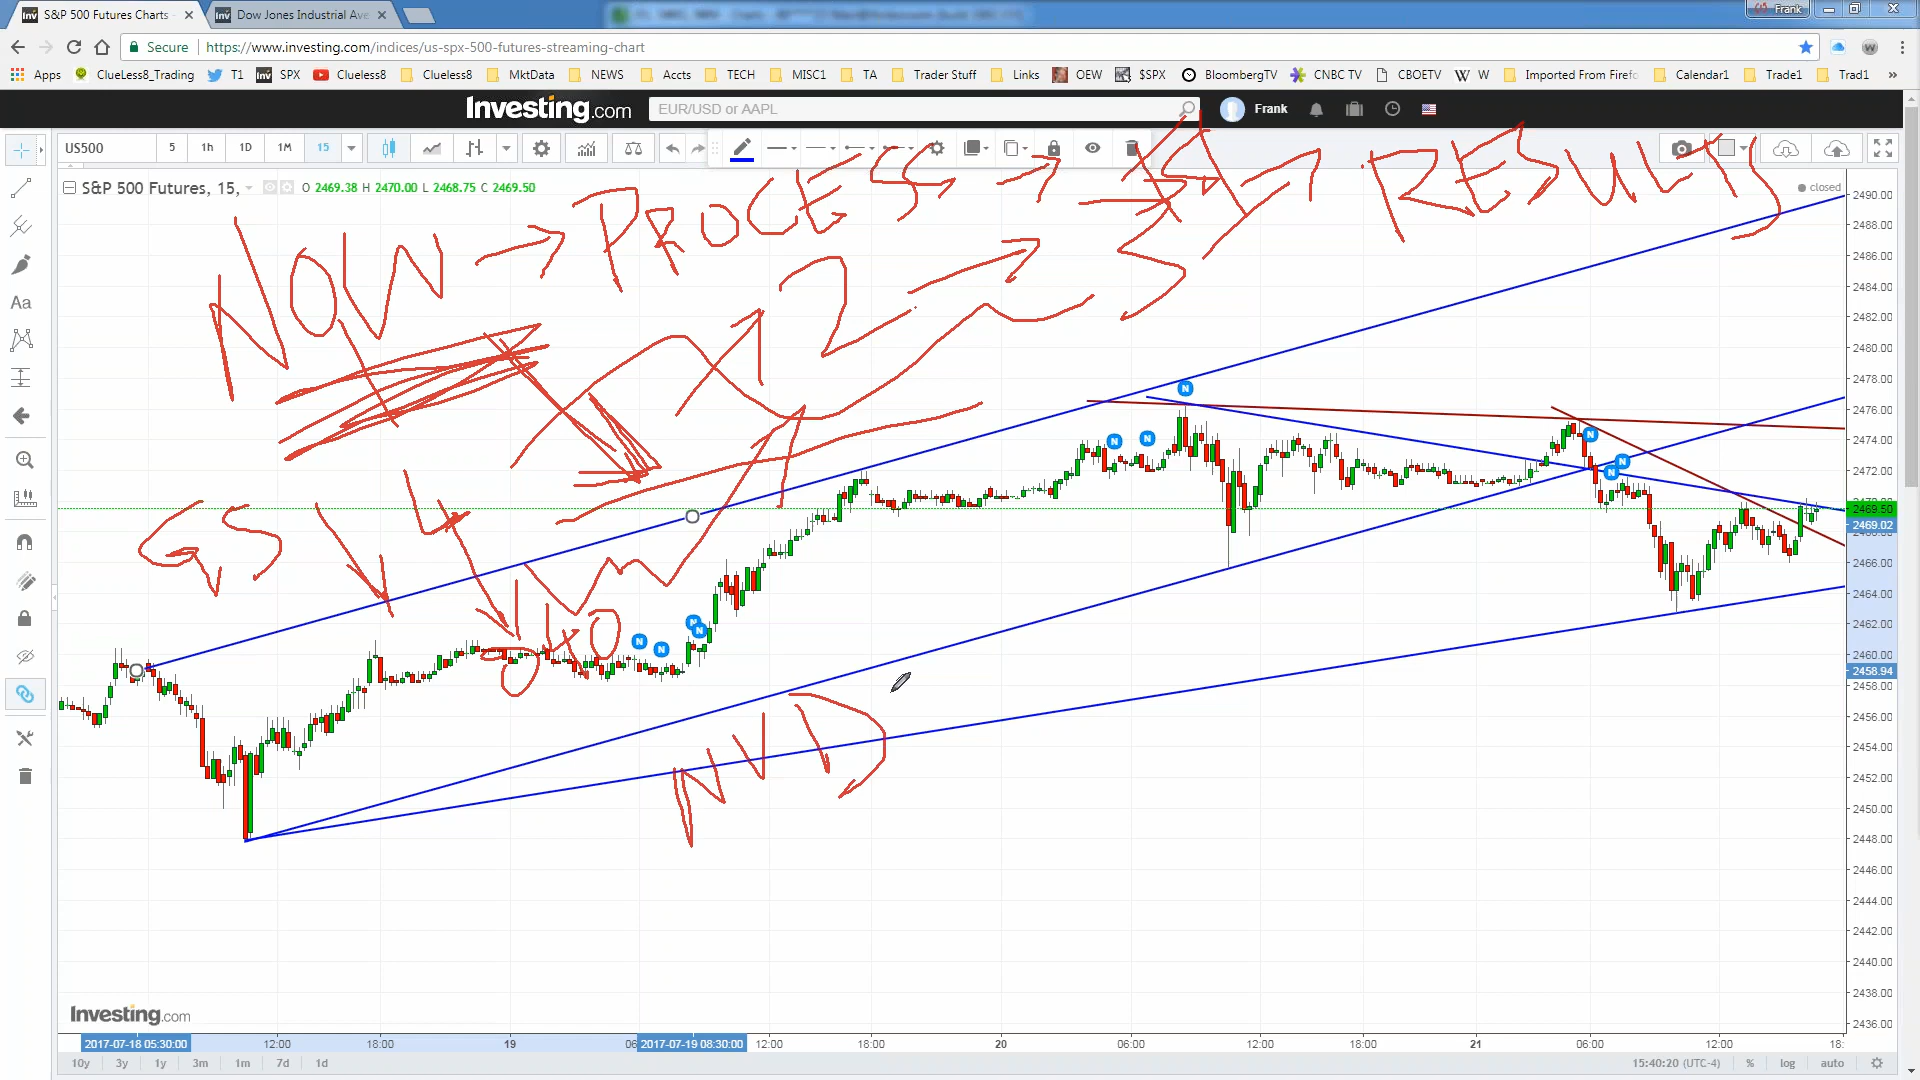 S&P 500 Futures Charts
Dow Jones Industrial Ave
Frank
Secure https://www.investing.com/indices/us-spx-500-futures-streaming-chart
Apps ClueLess8_Trading T1 SPX Clueless8 Clueless8 MktData NEWS Accts TECH MISC1 TA Trader Stuff Links OEW $SPX BloombergTV CNBC TV CBOETV W Imported From Firefo Calendar1 Trade1 Trad1 »
Investing.com EUR/USD or AAPL Frank
US500 5 1h 1D 1M 15
S&P 500 Futures, 15, O 2469.38 H 2470.00 L 2468.75 C 2469.50
closed
NOW → PROCESS → → RESULTS
2 3
GS
NWD
2490.00
2488.00
2486.00
2484.00
2482.00
2480.00
2478.00
2476.00
2474.00
2472.00
2469.50
2469.02
2466.00
2464.00
2462.00
2460.00
2458.94
2458.00
2456.00
2454.00
2452.00
2450.00
2448.00
2446.00
2444.00
2442.00
2440.00
2438.00
2436.00
Investing.com
2017-07-18 05:30:00 12:00 18:00 19 06 2017-07-19 08:30:00 12:00 18:00 20 06:00 12:00 18:00 21 06:00 12:00 18:
10y 3y 1y 3m 1m 7d 1d 15:40:20 (UTC-4) % log auto